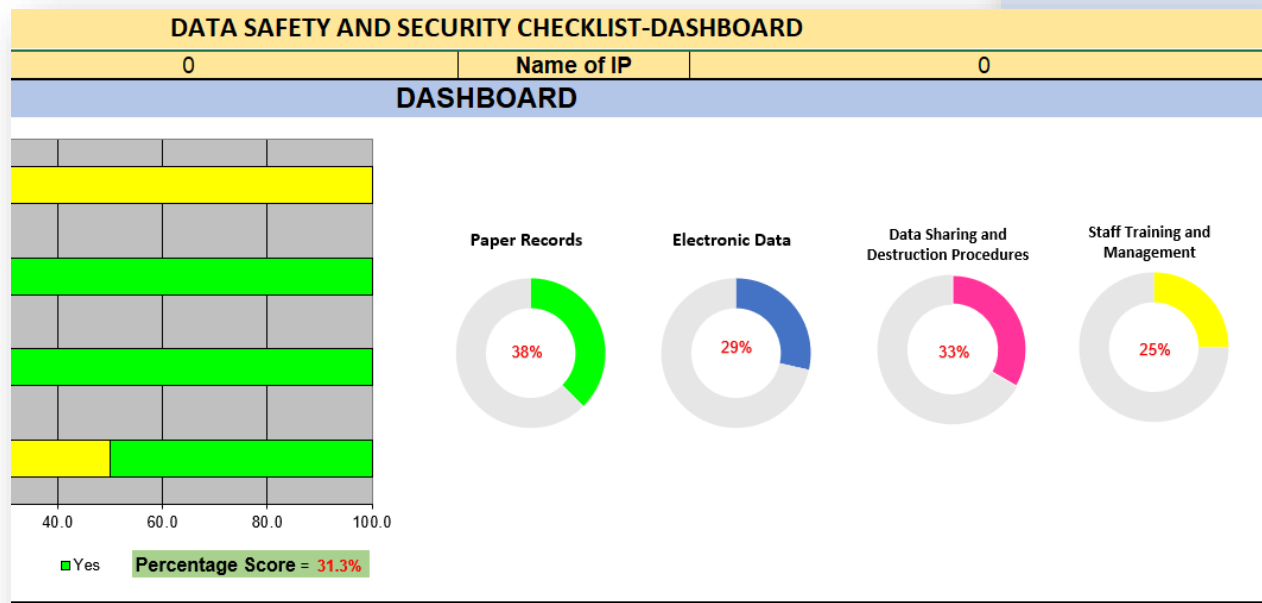 DATA SAFETY AND SECURITY CHECKLIST-DASHBOARD
0 Name of IP 0
DASHBOARD
Paper Records
Electronic Data
Data Sharing and
Destruction Procedures
Staff Training and
Management
38%
29%
33%
25%
40.0 60.0 80.0 100.0
Yes
Percentage Score = 31.3%